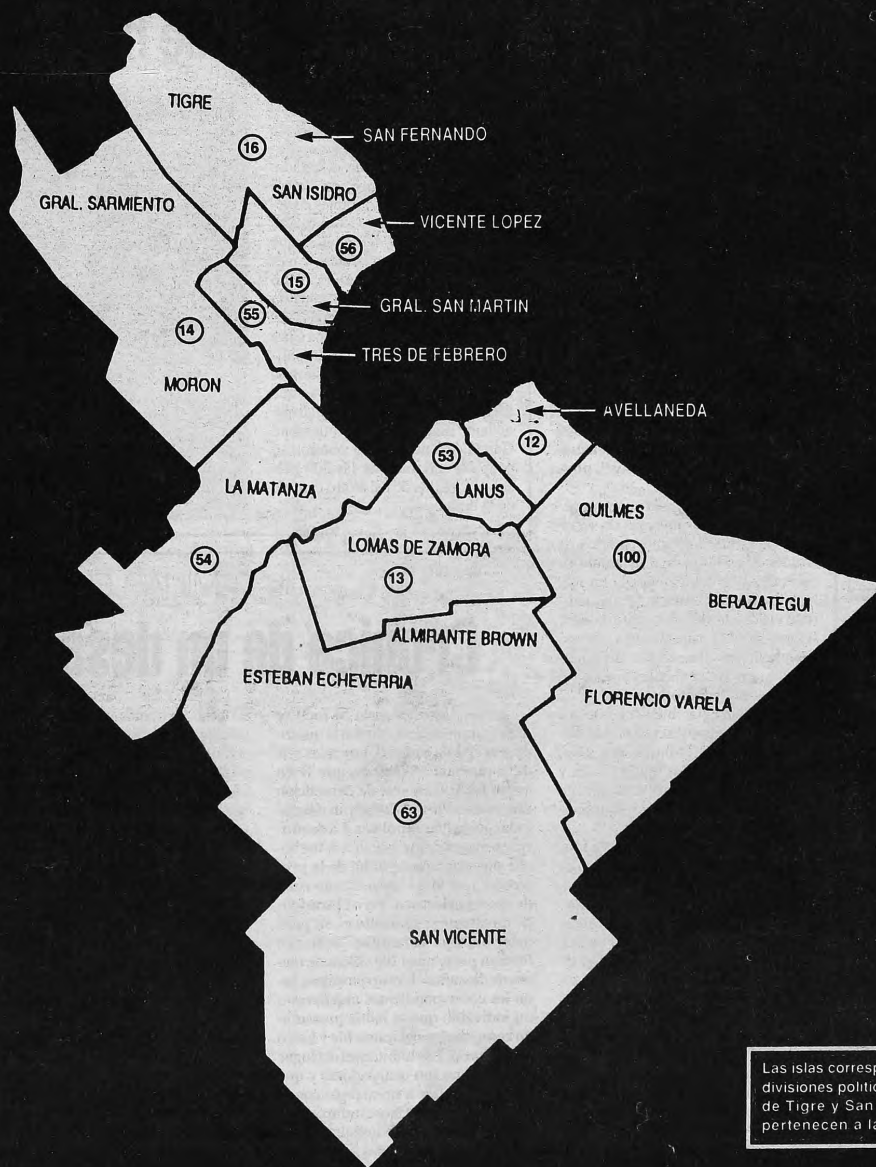 TIGRE
SAN FERNANDO
16
SAN ISIDRO
GRAL. SARMIENTO
VICENTE LOPEZ
56
15
GRAL. SAN MARTIN
55
14
TRES DE FEBRERO
MORON
AVELLANEDA
12
53
LA MATANZA
LANUS
QUILMES
LOMAS DE ZAMORA
100
54
13
BERAZATEGUI
ALMIRANTE BROWN
ESTEBAN ECHEVERRIA
FLORENCIO VARELA
63
SAN VICENTE
Las islas corresp
divisiones politic
de Tigre y San
pertenecen a la